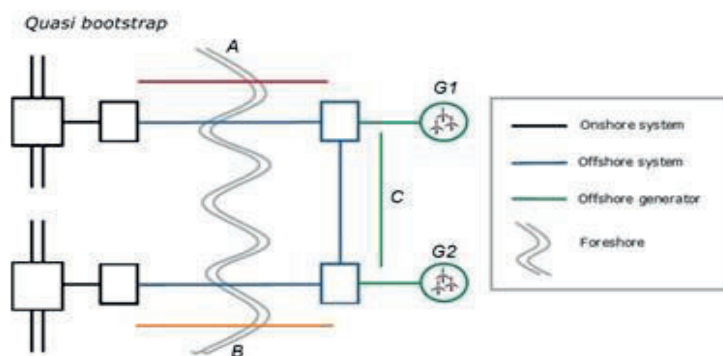 Quasi bootstrap
A
G1
C
G2
B
Onshore system
Offshore system
Offshore generator
Foreshore